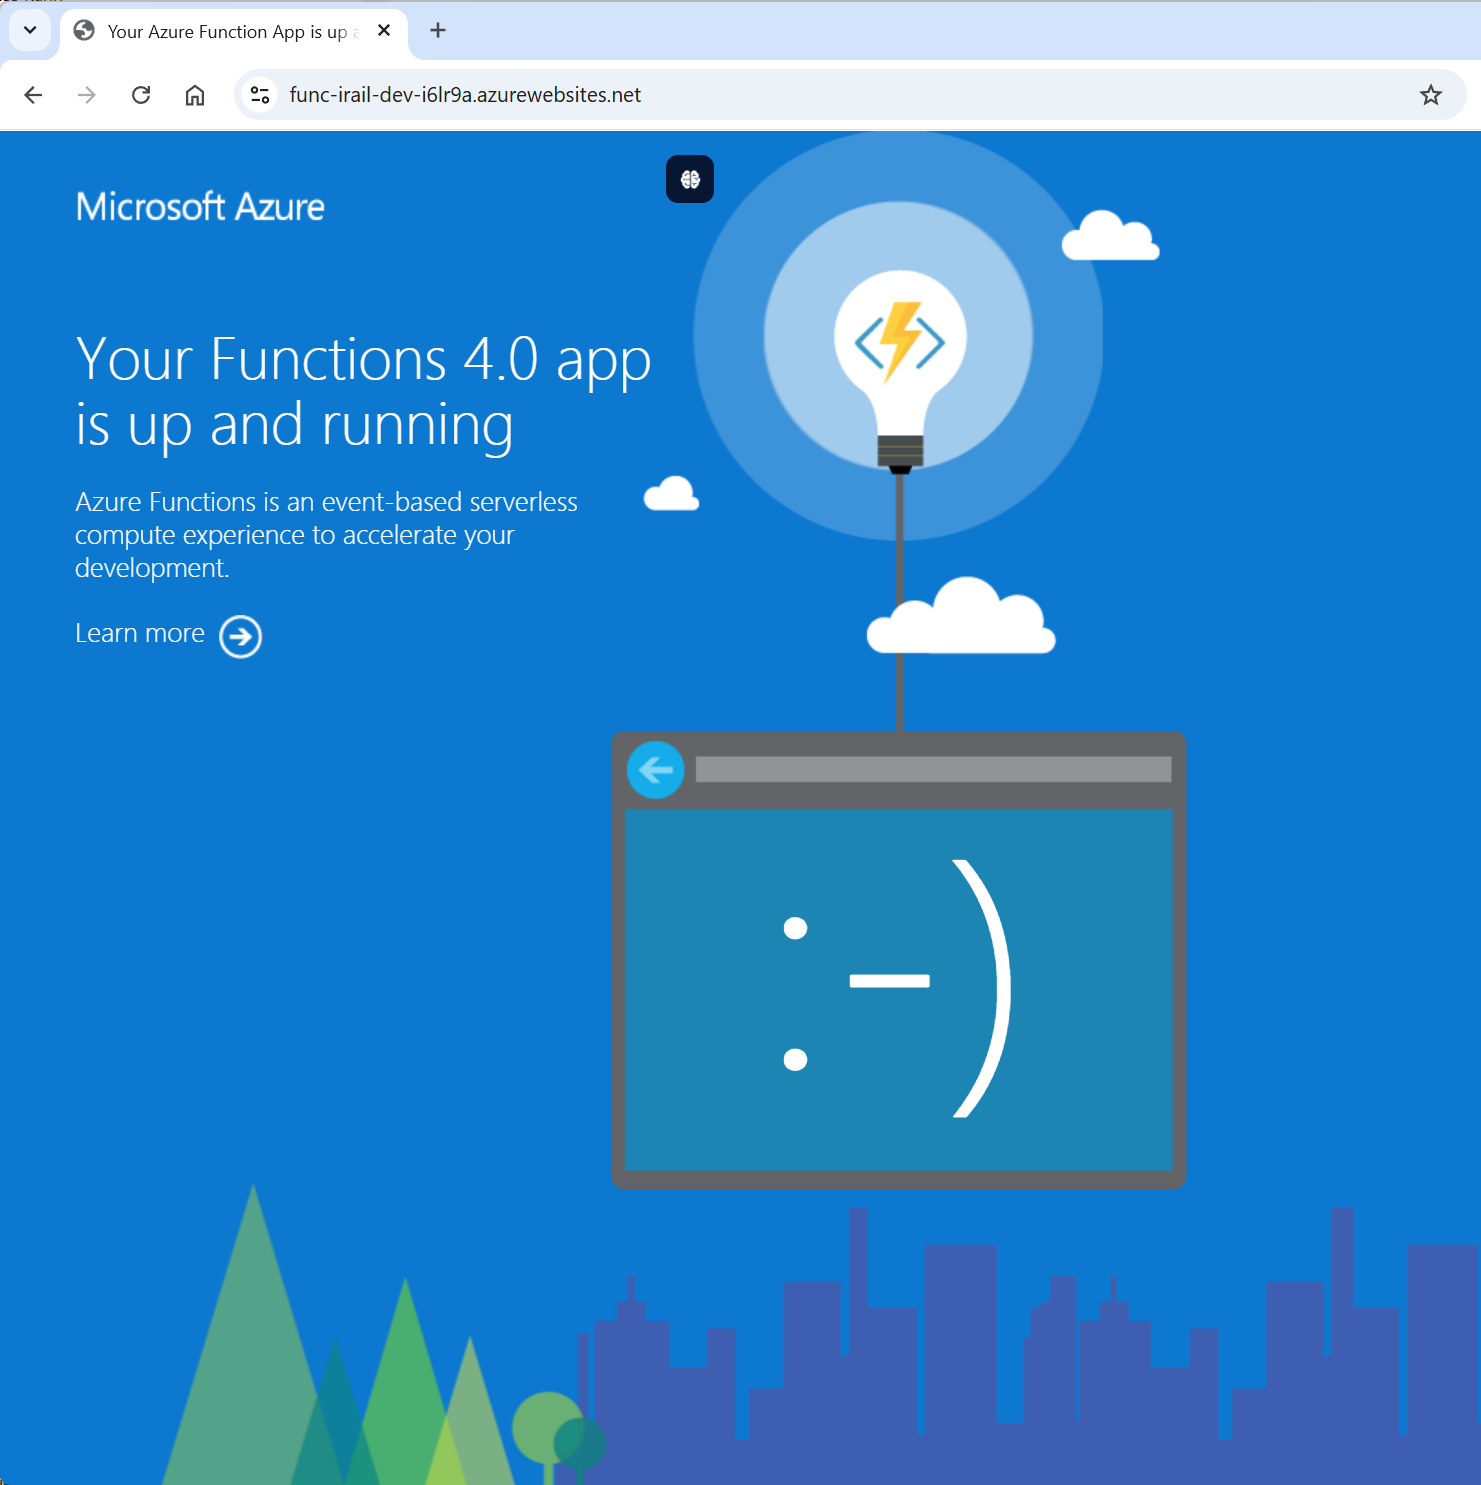 Your Azure Function App is up
func-irail-dev-i6lr9a.azurewebsites.net
Microsoft Azure
Your Functions 4.0 app
is up and running
Azure Functions is an event-based serverless
compute experience to accelerate your
development.
Learn more
:-)